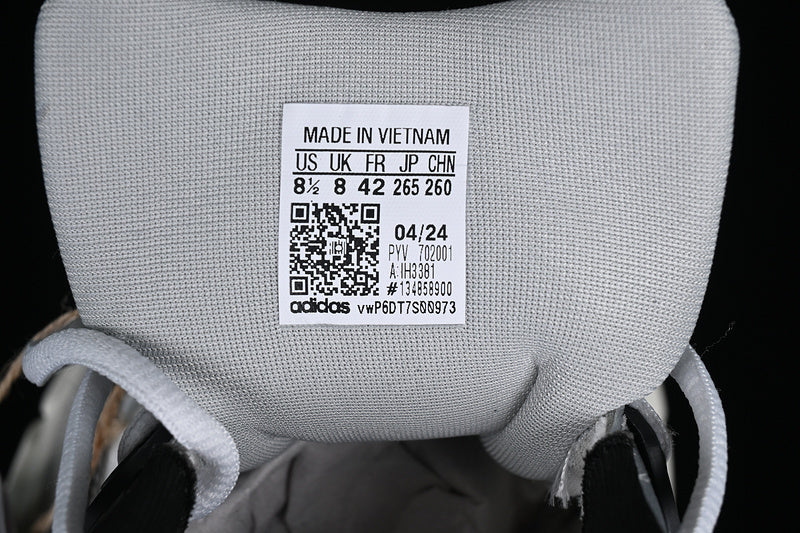 MADE IN VIETNAM
US UK FR JP CHN
8½ 8 42 265 260
04/24
PYV 702001
A:IH3381
#134858900
adidas vwP6DT7S00973